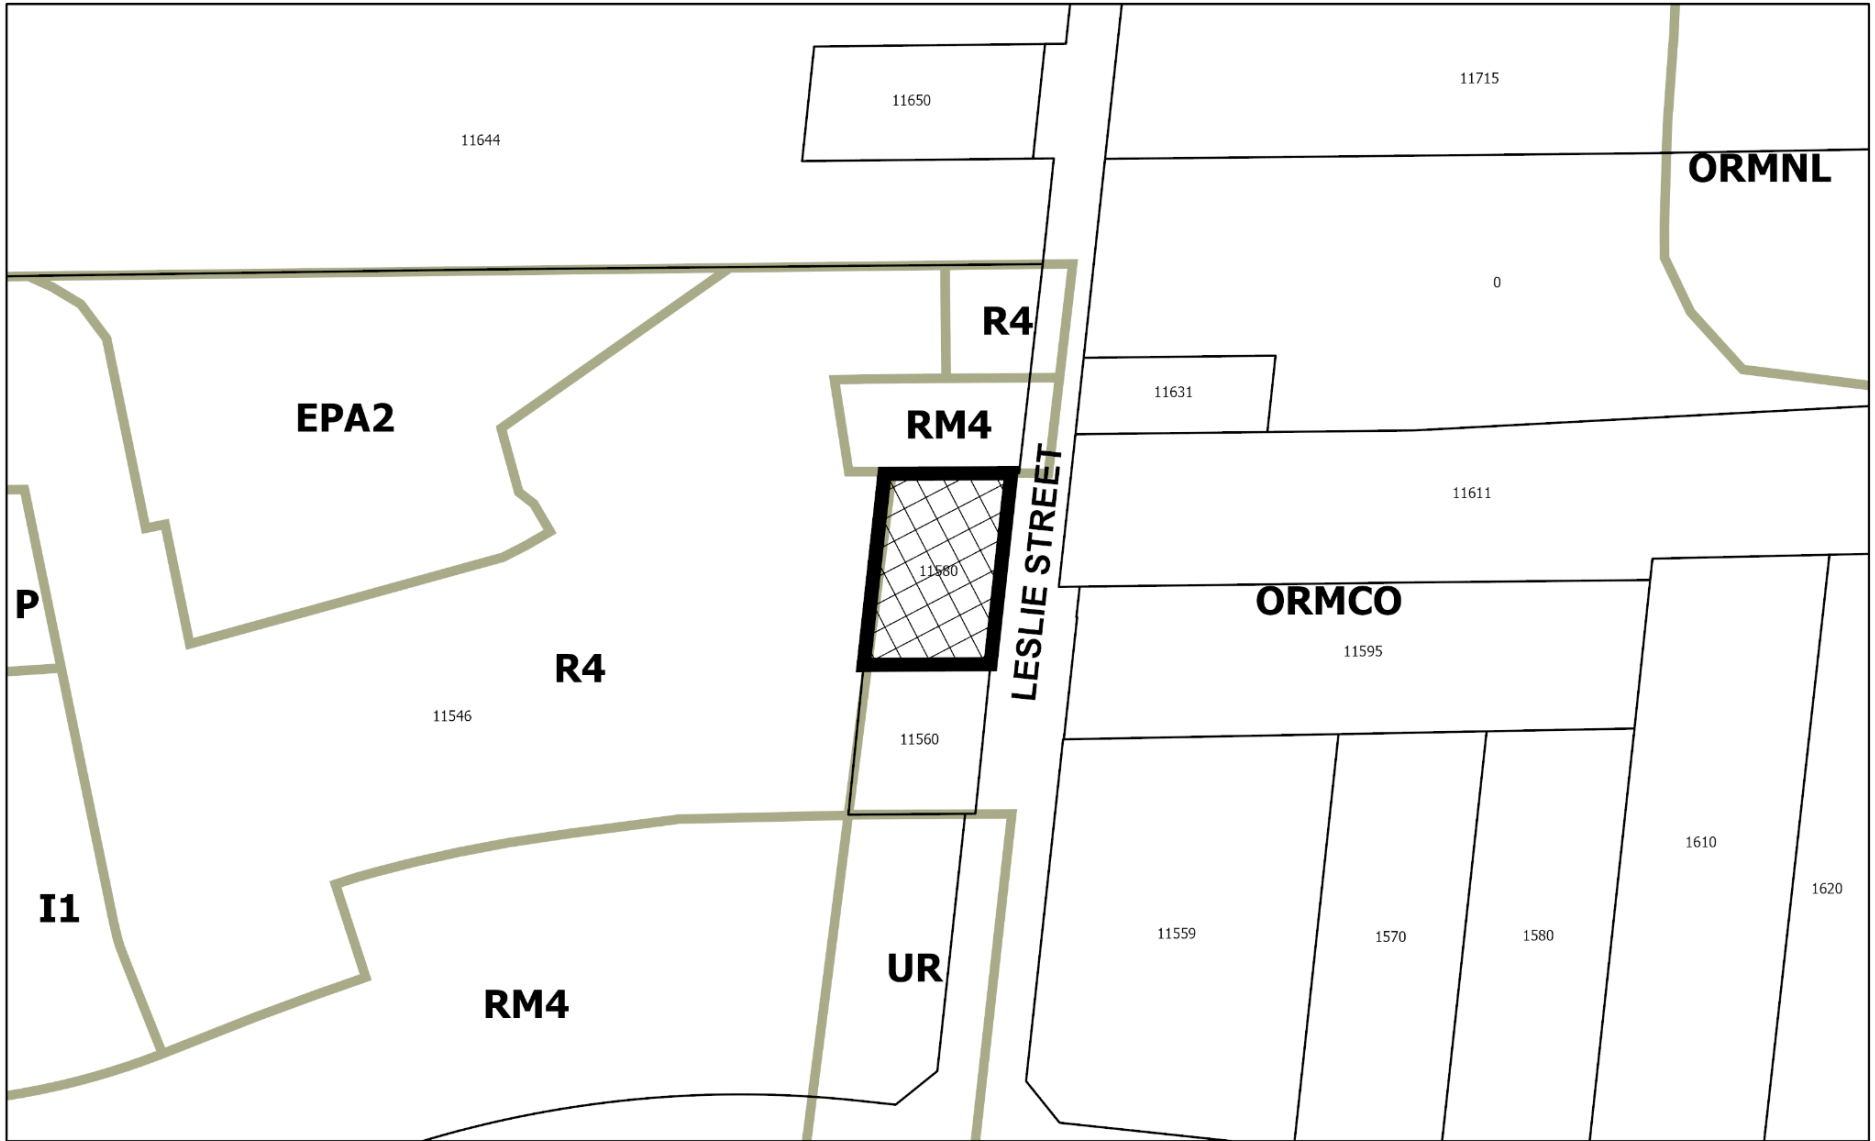 11715
11650
11644
ORMNL
0
R4
11631
EPA2
RM4
LESLIE STREET
11611
11580
ORMCO
P
11595
R4
11546
11560
1610
1620
I1
11559
1570
1580
UR
RM4